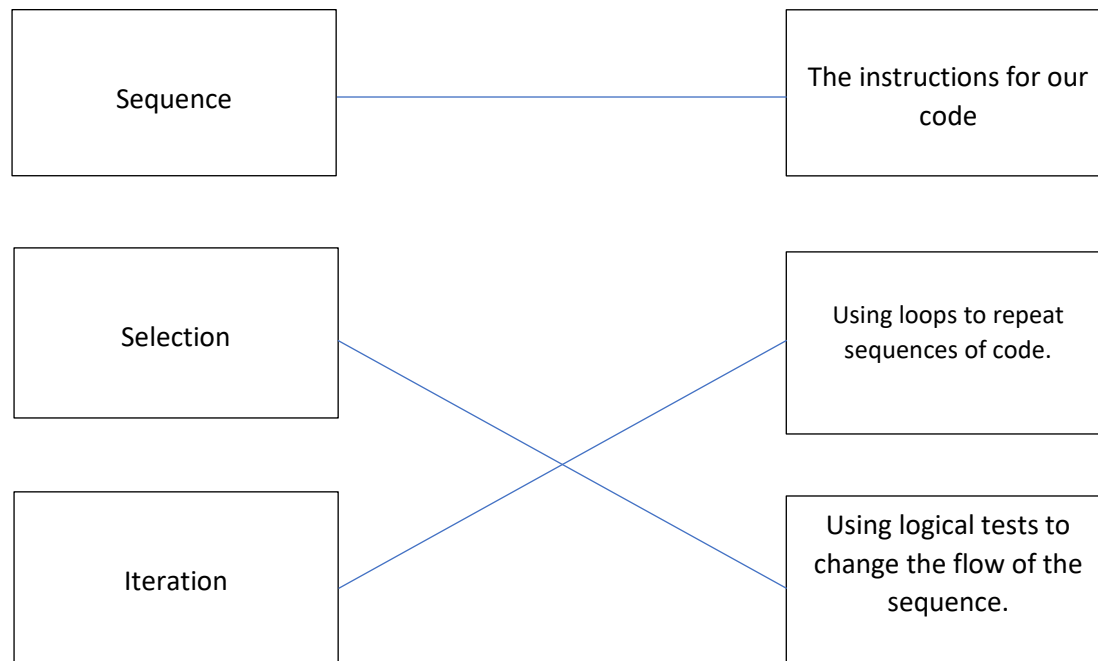 Sequence
The instructions for our
code
Selection
Using loops to repeat
sequences of code.
Iteration
Using logical tests to
change the flow of the
sequence.